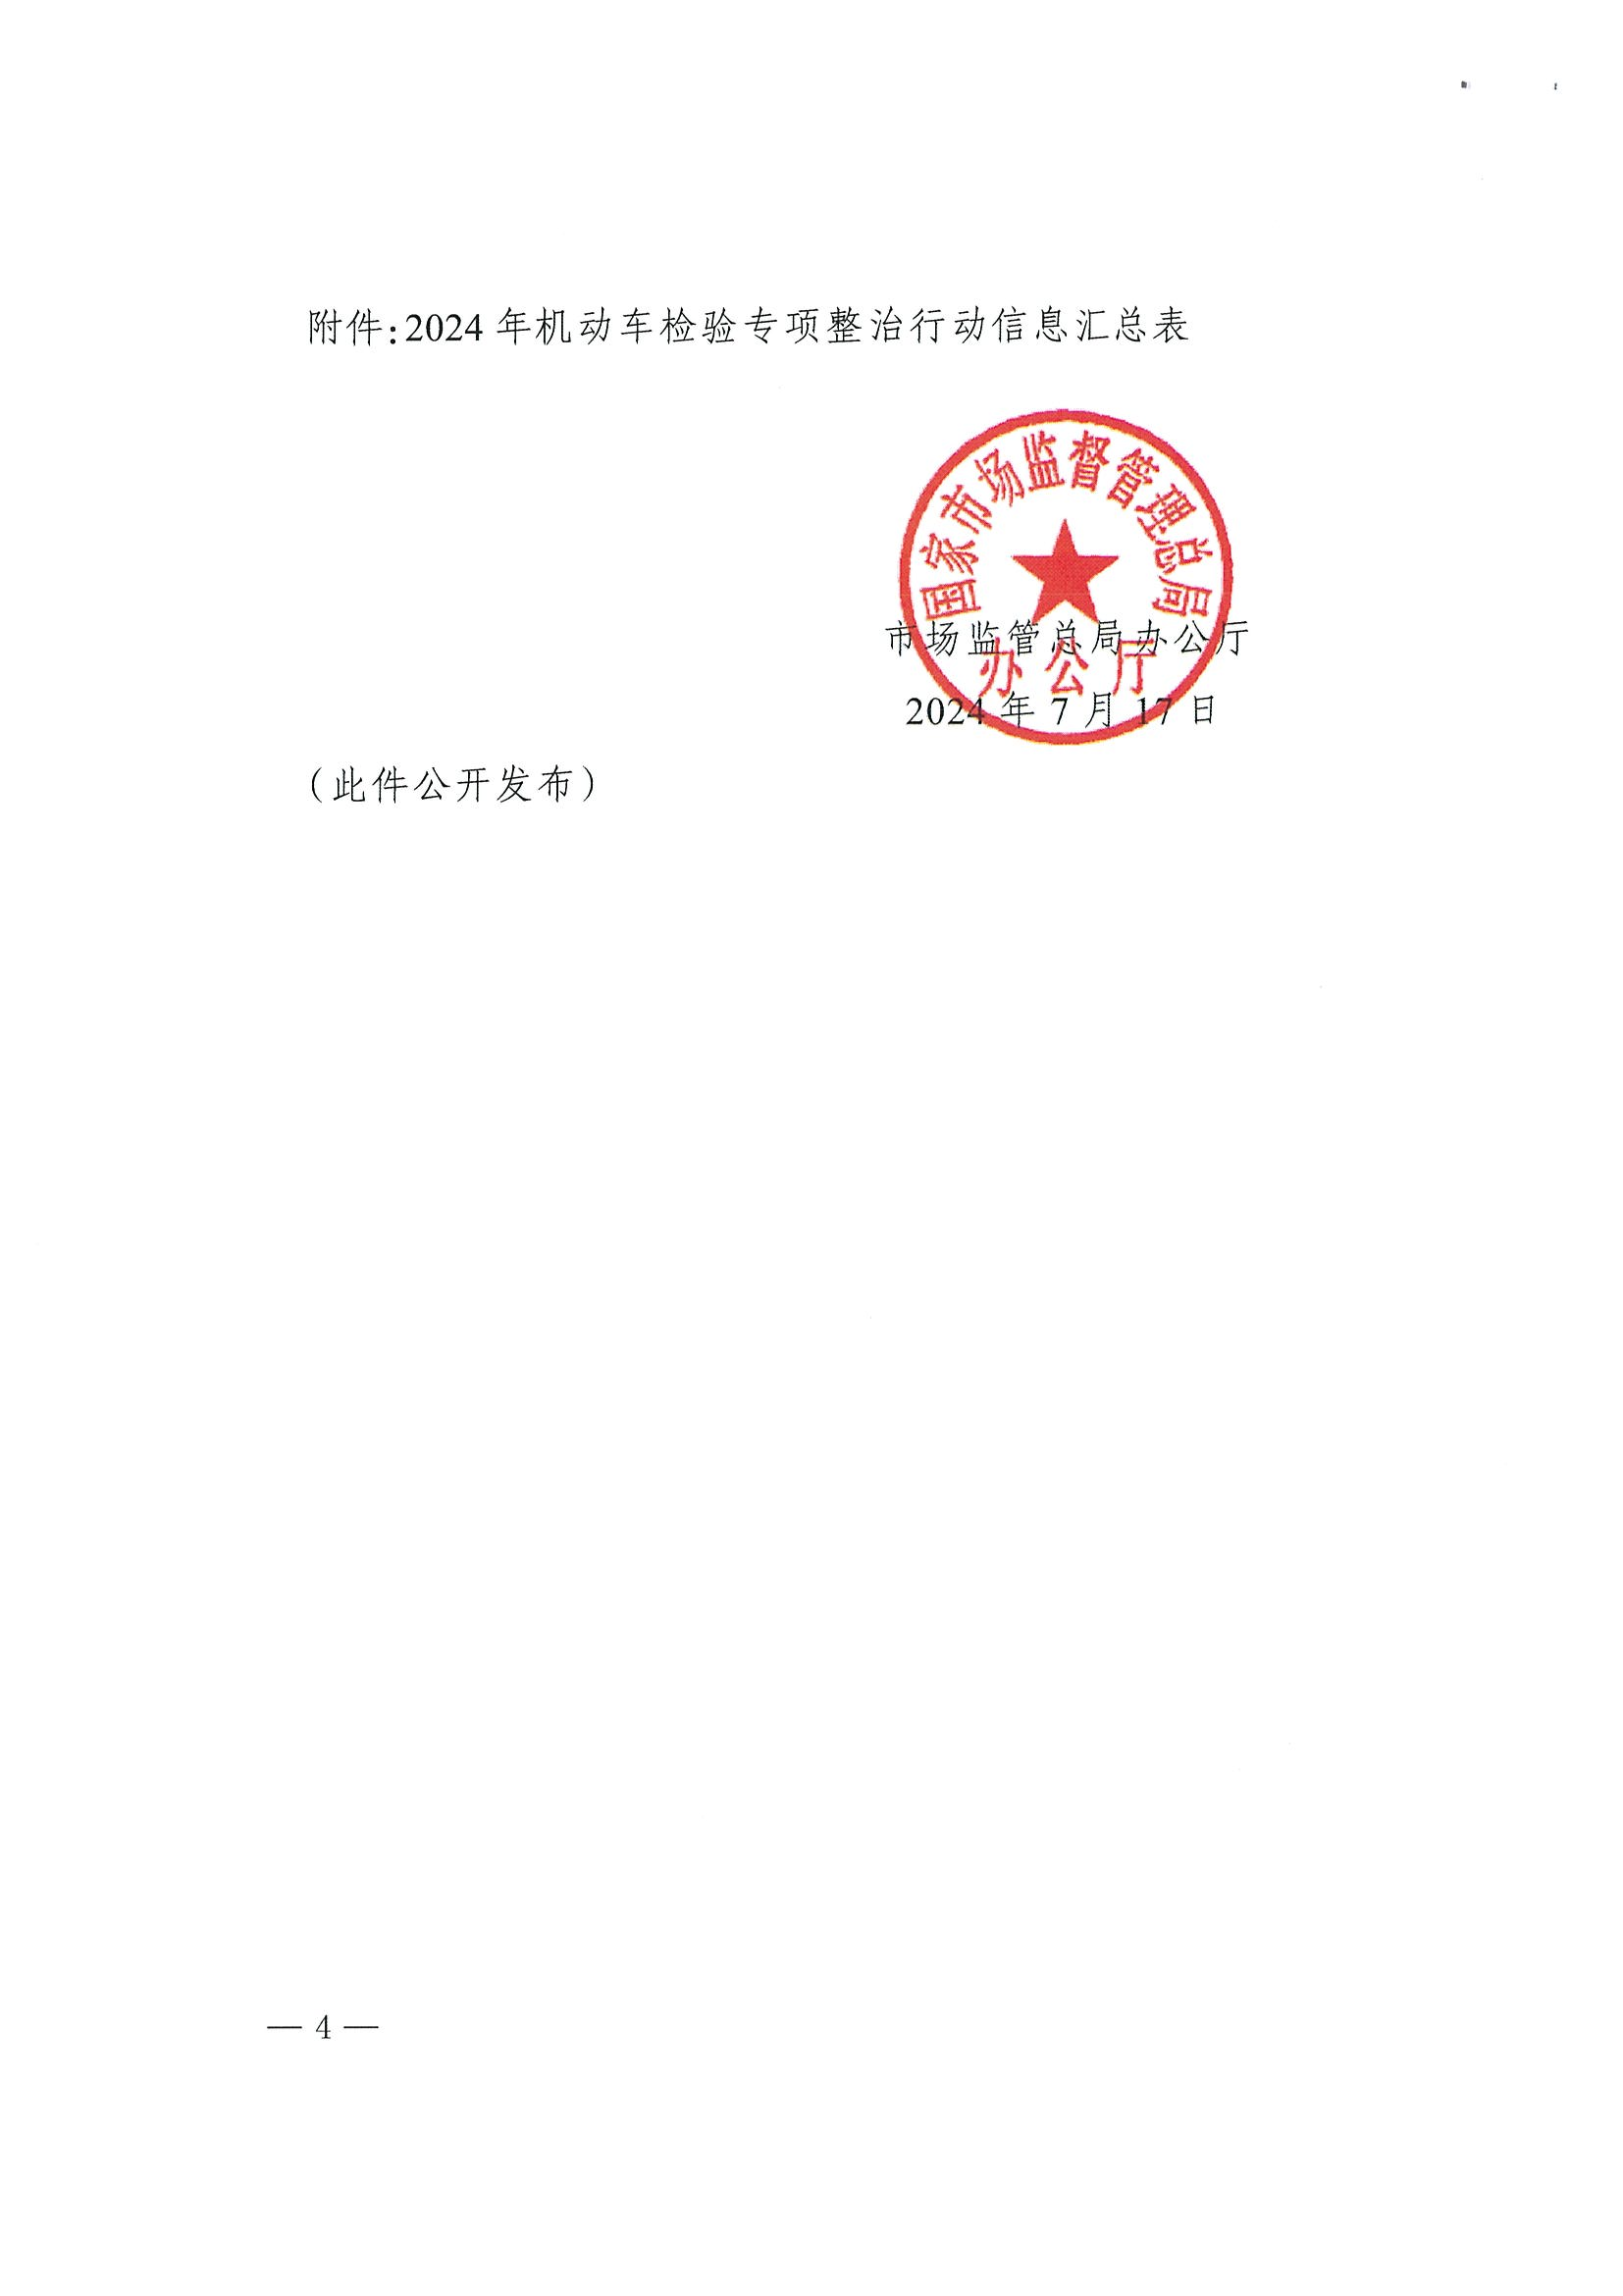 附件:2024年机动车检验专项整治行动信息汇总表
国家市场监督管理总局
办公厅
市场监管总局办公厅
2024年7月17日
(此件公开发布)
— 4 —